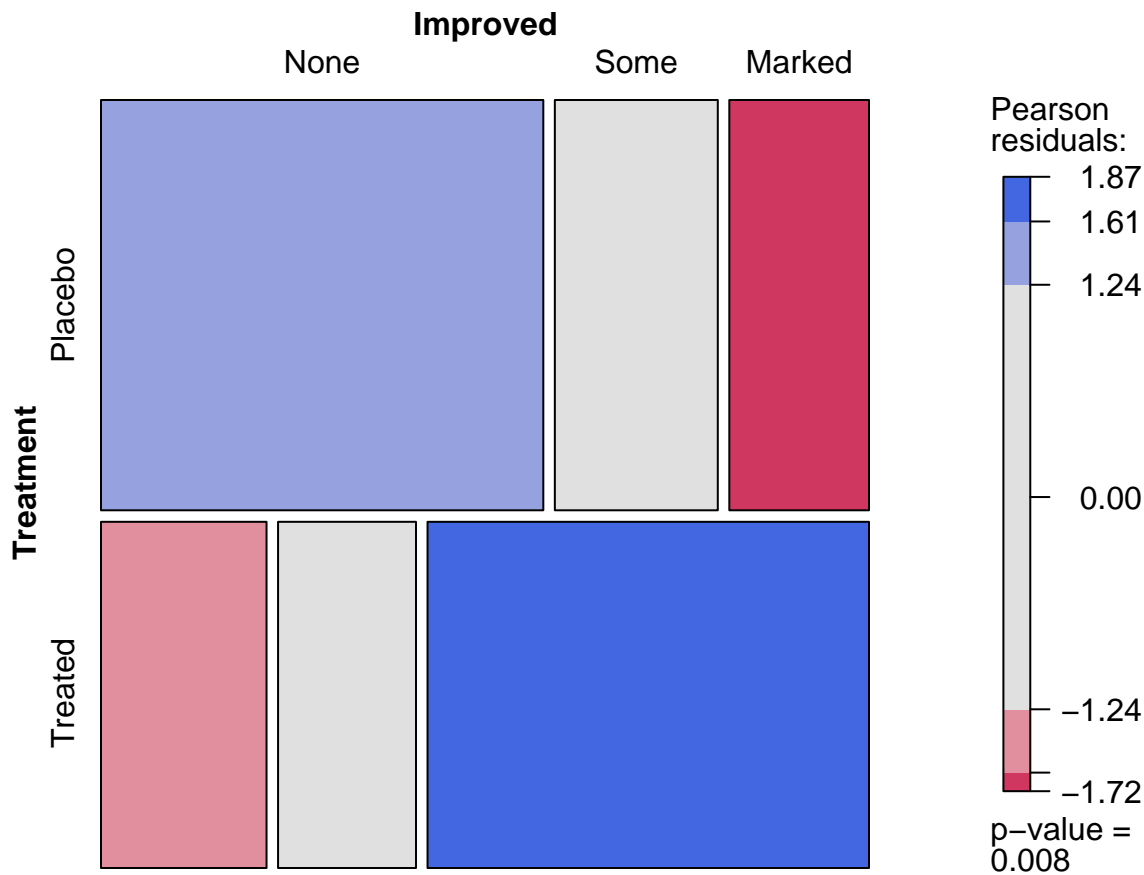 Improved
None Some Marked
Treatment
Placebo
Treated
Pearson
residuals:
1.87
1.61
1.24
0.00
−1.24
−1.72
p−value =
0.008